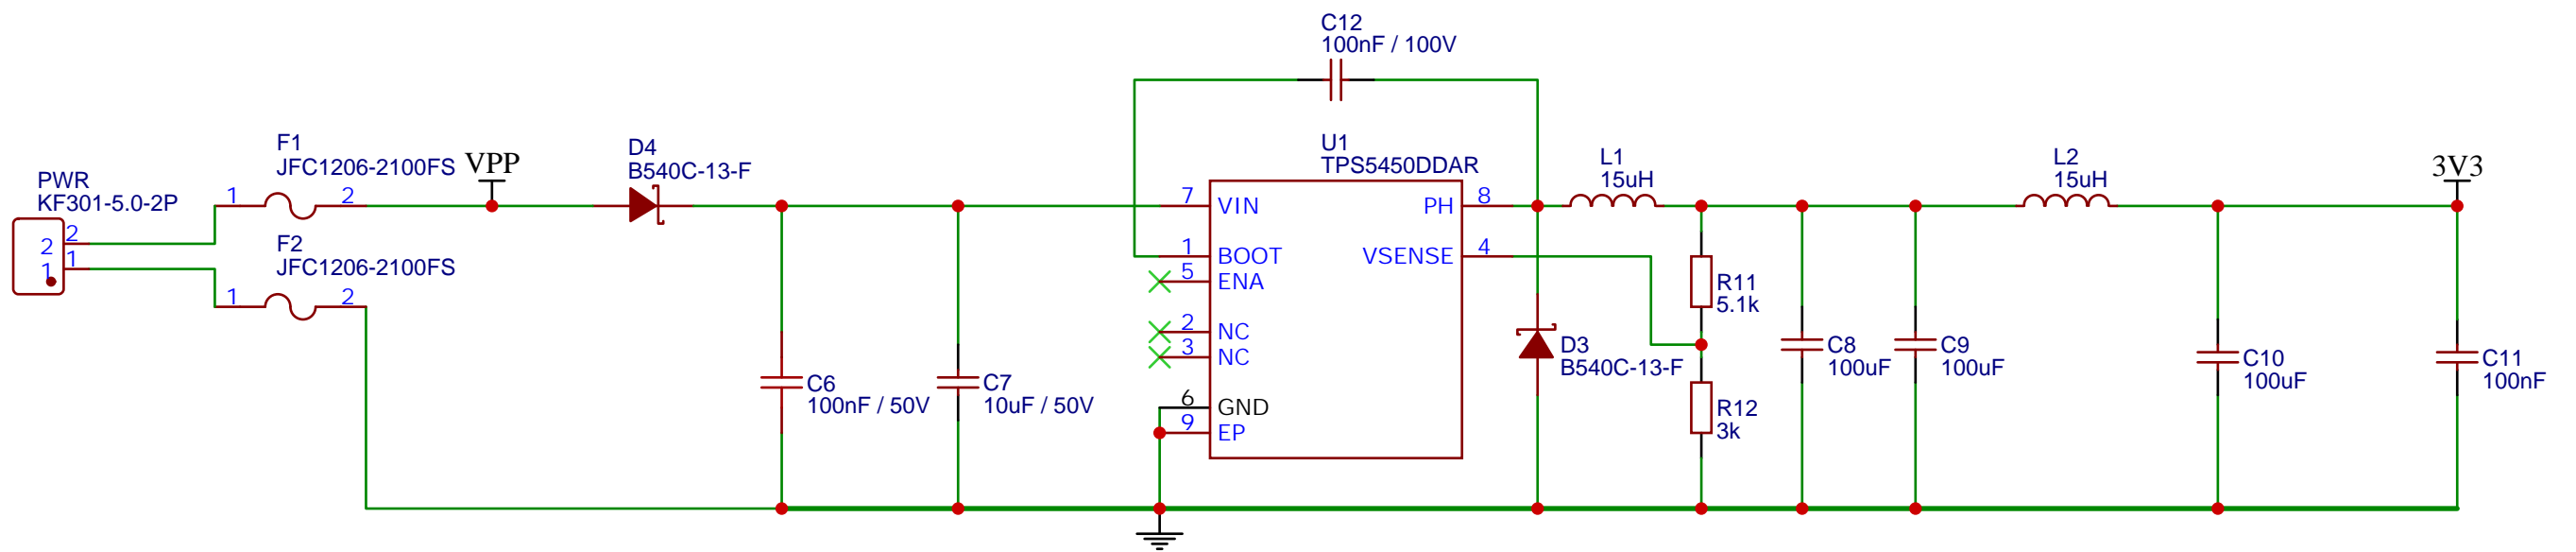 PWR
KF301-5.0-2P
2
2
1
1
F1
JFC1206-2100FS
1
2
F2
JFC1206-2100FS
1
2
VPP
D4
B540C-13-F
C6
100nF / 50V
C7
10uF / 50V
C12
100nF / 100V
U1
TPS5450DDAR
7
VIN
1
BOOT
5
ENA
2
NC
3
NC
6
GND
9
EP
PH
8
VSENSE
4
D3
B540C-13-F
L1
15uH
R11
5.1k
R12
3k
C8
100uF
C9
100uF
L2
15uH
C10
100uF
3V3
C11
100nF